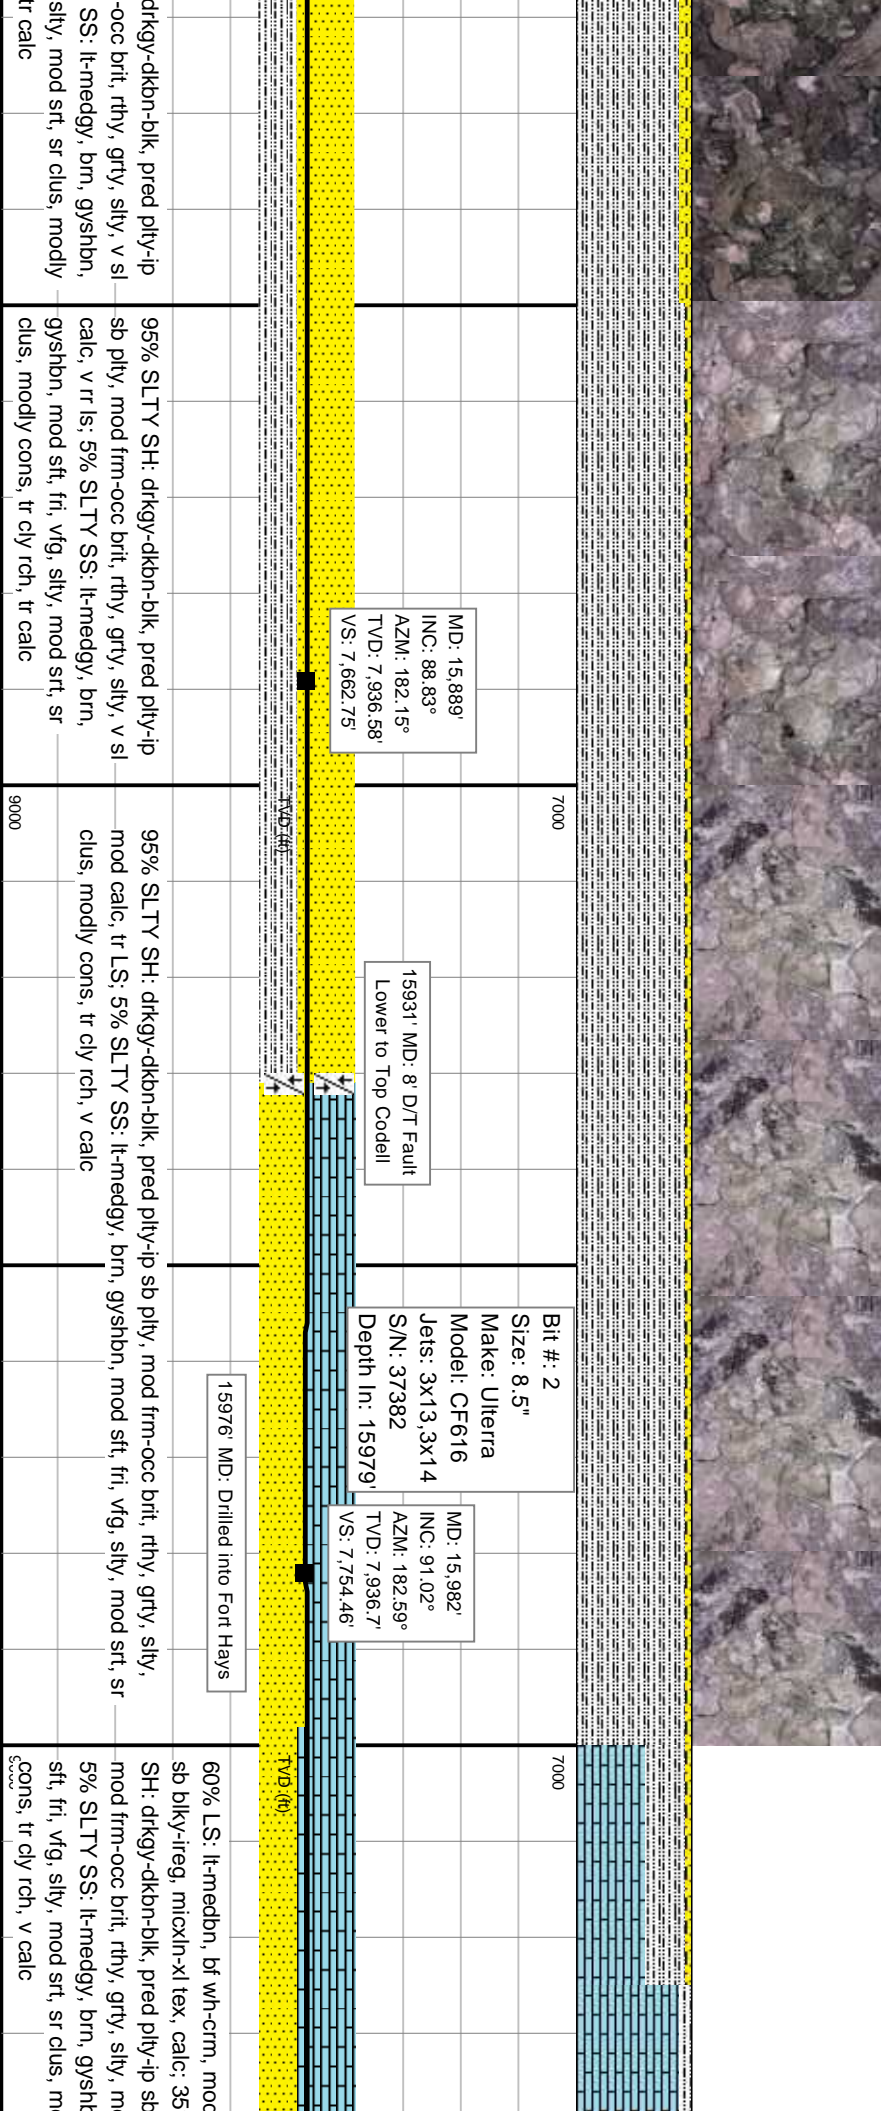 drkgy-dkbn-blk, pred plty-ip
-occ brit, rthy, grty, slty, v sl
SS: lt-medgy, brn, gyshbn,
slty, mod srt, sr clus, modly
tr calc
95% SLTY SH: drkgy-dkbn-blk, pred plty-ip
sb plty, mod frm-occ brit, rthy, grty, slty, v sl
calc, v rr ls; 5% SLTY SS: lt-medgy, brn,
gyshbn, mod sft, fri, vfg, slty, mod srt, sr
clus, modly cons, tr cly rch, tr calc
MD: 15,889'
INC: 88.83°
AZM: 182.15°
TVD: 7,936.58'
VS: 7,662.75'
7000
TVD (ft)
9000
15931' MD: 8' D/T Fault
Lower to Top Codell
95% SLTY SH: drkgy-dkbn-blk, pred plty-ip sb plty, mod frm-occ brit, rthy, grty, slty,
mod calc, tr LS; 5% SLTY SS: lt-medgy, brn, gyshbn, mod sft, fri, vfg, slty, mod srt, sr
clus, modly cons, tr cly rch, v calc
Bit #: 2
Size: 8.5"
Make: Ulterra
Model: CF616
Jets: 3x13,3x14
S/N: 37382
Depth In: 15979'
MD: 15,982'
INC: 91.02°
AZM: 182.59°
TVD: 7,936.7'
VS: 7,754.46'
15976' MD: Drilled into Fort Hays
7000
TVD (ft)
60% LS: lt-medbn, bf wh-crm, mod
sb blky-ireg, micxln-xl tex, calc; 35
SH: drkgy-dkbn-blk, pred plty-ip sb
mod frm-occ brit, rthy, grty, slty,
5% SLTY SS: lt-medgy, brn,
sft, fri, vfg, slty, mod srt, sr clus,
cons, tr cly rch, v calc